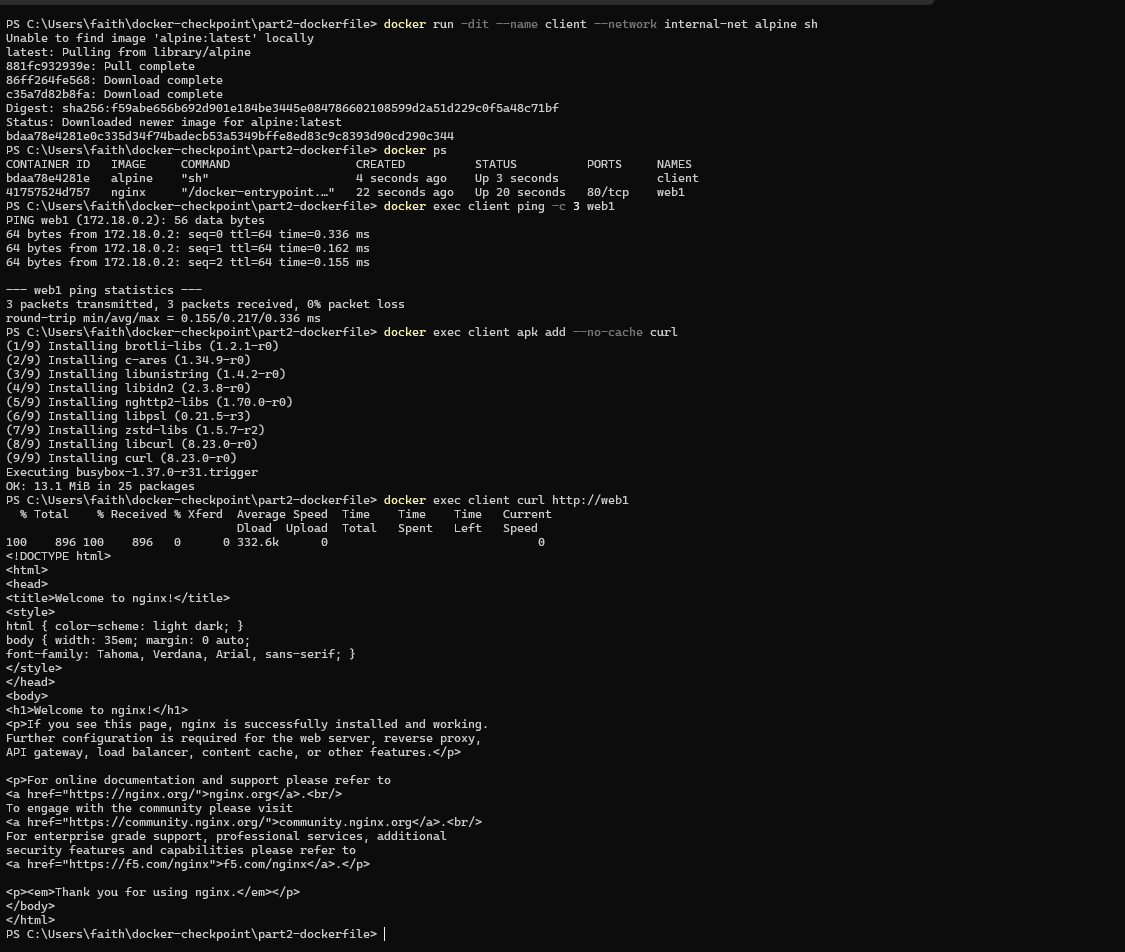 PS C:\Users\faith\docker-checkpoint\part2-dockerfile> docker run -dit --name client --network internal-net alpine sh
Unable to find image 'alpine:latest' locally
latest: Pulling from library/alpine
881fc932939e: Pull complete
86ff264fe568: Download complete
c35a7d82b8fa: Download complete
Digest: sha256:f59abe656b692d901e184be3445e084786602108599d2a51d229c0f5a48c71bf
Status: Downloaded newer image for alpine:latest
bdaa78e4281e0c335d34f74badecb53a5349bffe8ed83c9c8393d90cd290c344
PS C:\Users\faith\docker-checkpoint\part2-dockerfile> docker ps
CONTAINER ID   IMAGE     COMMAND                  CREATED          STATUS          PORTS     NAMES
bdaa78e4281e   alpine    "sh"                     4 seconds ago    Up 3 seconds              client
41757524d757   nginx     "/docker-entrypoint.…"   22 seconds ago   Up 20 seconds   80/tcp    web1
PS C:\Users\faith\docker-checkpoint\part2-dockerfile> docker exec client ping -c 3 web1
PING web1 (172.18.0.2): 56 data bytes
64 bytes from 172.18.0.2: seq=0 ttl=64 time=0.336 ms
64 bytes from 172.18.0.2: seq=1 ttl=64 time=0.162 ms
64 bytes from 172.18.0.2: seq=2 ttl=64 time=0.155 ms

--- web1 ping statistics ---
3 packets transmitted, 3 packets received, 0% packet loss
round-trip min/avg/max = 0.155/0.217/0.336 ms
PS C:\Users\faith\docker-checkpoint\part2-dockerfile> docker exec client apk add --no-cache curl
(1/9) Installing brotli-libs (1.2.1-r0)
(2/9) Installing c-ares (1.34.9-r0)
(3/9) Installing libunistring (1.4.2-r0)
(4/9) Installing libidn2 (2.3.8-r0)
(5/9) Installing nghttp2-libs (1.70.0-r0)
(6/9) Installing libpsl (0.21.5-r3)
(7/9) Installing zstd-libs (1.5.7-r2)
(8/9) Installing libcurl (8.23.0-r0)
(9/9) Installing curl (8.23.0-r0)
Executing busybox-1.37.0-r31.trigger
OK: 13.1 MiB in 25 packages
PS C:\Users\faith\docker-checkpoint\part2-dockerfile> docker exec client curl http://web1
  % Total    % Received % Xferd  Average Speed  Time    Time    Time   Current
                                 Dload  Upload  Total   Spent   Left   Speed
100    896 100    896   0      0 332.6k      0                              0
<!DOCTYPE html>
<html>
<head>
<title>Welcome to nginx!</title>
<style>
html { color-scheme: light dark; }
body { width: 35em; margin: 0 auto;
font-family: Tahoma, Verdana, Arial, sans-serif; }
</style>
</head>
<body>
<h1>Welcome to nginx!</h1>
<p>If you see this page, nginx is successfully installed and working.
Further configuration is required for the web server, reverse proxy,
API gateway, load balancer, content cache, or other features.</p>

<p>For online documentation and support please refer to
<a href="https://nginx.org/">nginx.org</a>.<br/>
To engage with the community please visit
<a href="https://community.nginx.org/">community.nginx.org</a>.<br/>
For enterprise grade support, professional services, additional
security features and capabilities please refer to
<a href="https://f5.com/nginx">f5.com/nginx</a>.</p>

<p><em>Thank you for using nginx.</em></p>
</body>
</html>
PS C:\Users\faith\docker-checkpoint\part2-dockerfile>